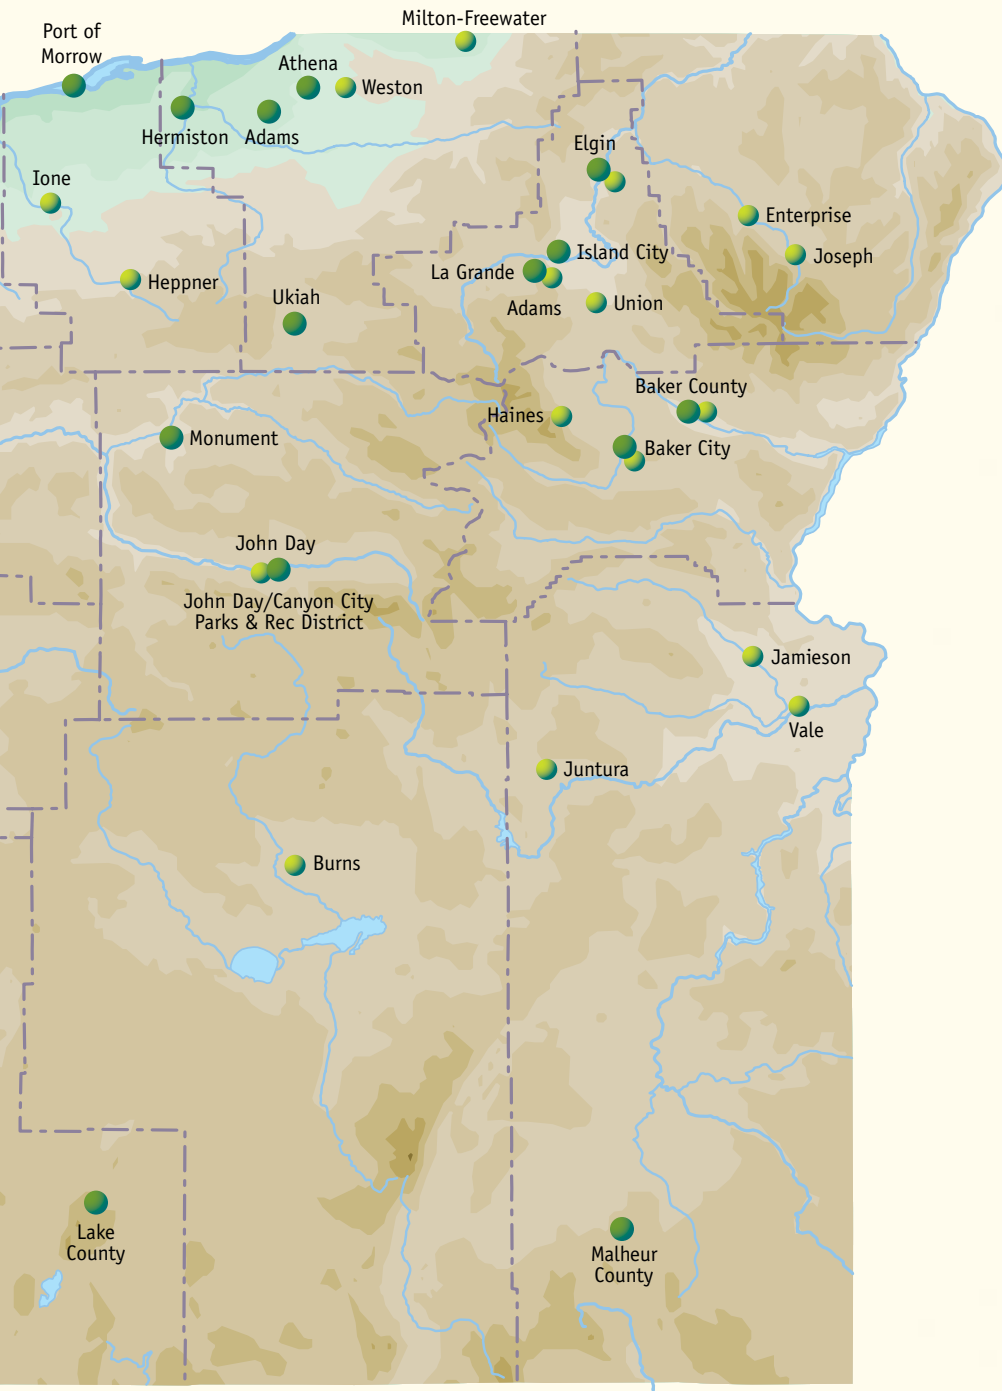 Milton-Freewater
Port of
Morrow
Athena
Weston
Hermiston
Adams
Elgin
Ione
Enterprise
Island City
Joseph
La Grande
Heppner
Ukiah
Adams
Union
Baker County
Haines
Monument
Baker City
John Day
John Day/Canyon City
Parks & Rec District
Jamieson
Vale
Juntura
Burns
Lake
County
Malheur
County